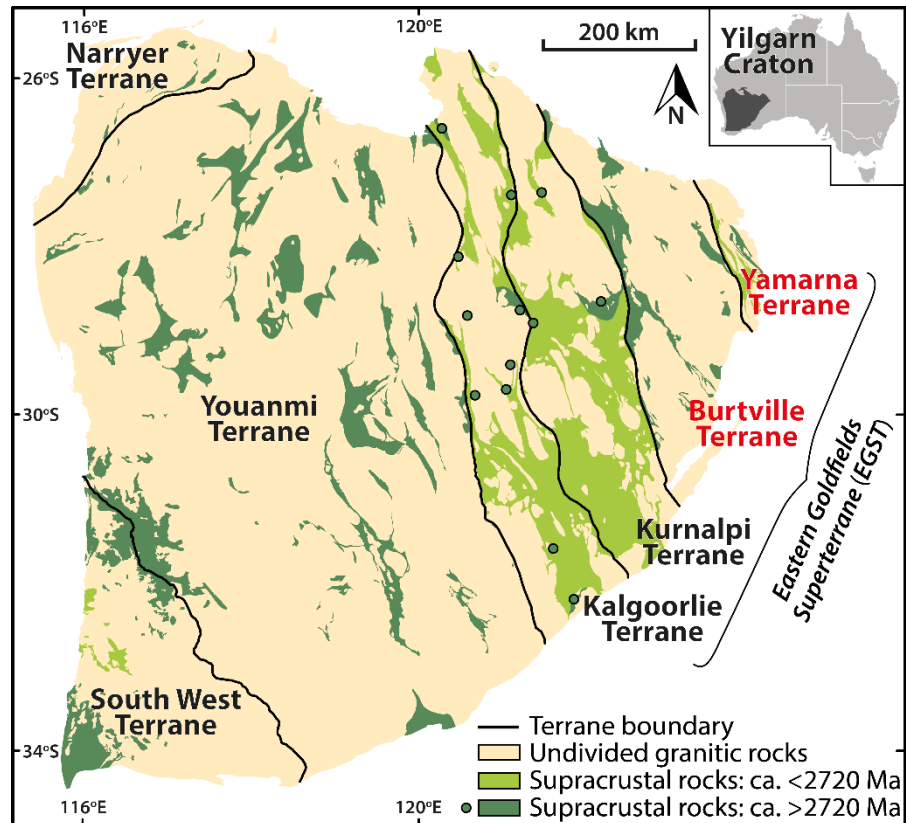 116°E
120°E
200 km
Yilgarn
Craton
Narryer
Terrane
26°S
N
Yamarna
Terrane
Youanmi
Terrane
30°S
Burtville
Terrane
Eastern Goldfields
Superterrane (EGST)
Kurnalpi
Terrane
Kalgoorlie
Terrane
South West
Terrane
34°S
Terrane boundary
Undivided granitic rocks
Supracrustal rocks: ca. <2720 Ma
Supracrustal rocks: ca. >2720 Ma
116°E
120°E